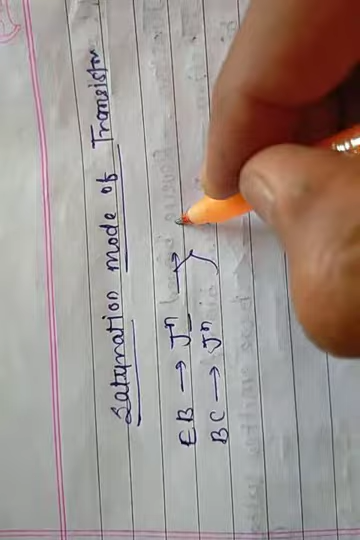 Saturation mode of Transistor
EB → Jⁿ →
BC → Jⁿ